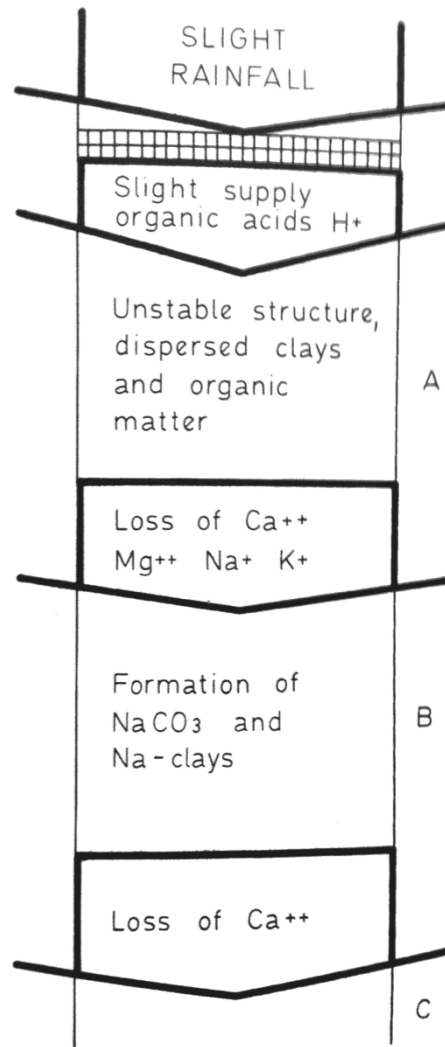 SLIGHT
RAINFALL
Slight supply
organic acids H+
Unstable structure,
dispersed clays
and organic
matter
A
Loss of Ca++
Mg++ Na+ K+
Formation of
NaCO3 and
Na-clays
B
Loss of Ca++
C